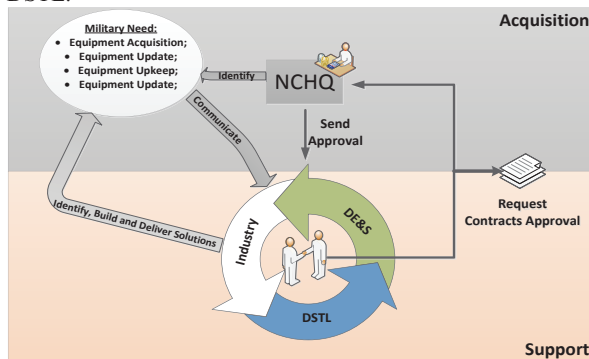 DSTL.
Acquisition
Military Need:
• Equipment Acquisition;
• Equipment Update;
• Equipment Upkeep;
• Equipment Update;
Identify
NCHQ
Communicate
Send
Approval
Identify, Build and Deliver Solutions
Industry
DE&S
DSTL
Request
Contracts Approval
Support